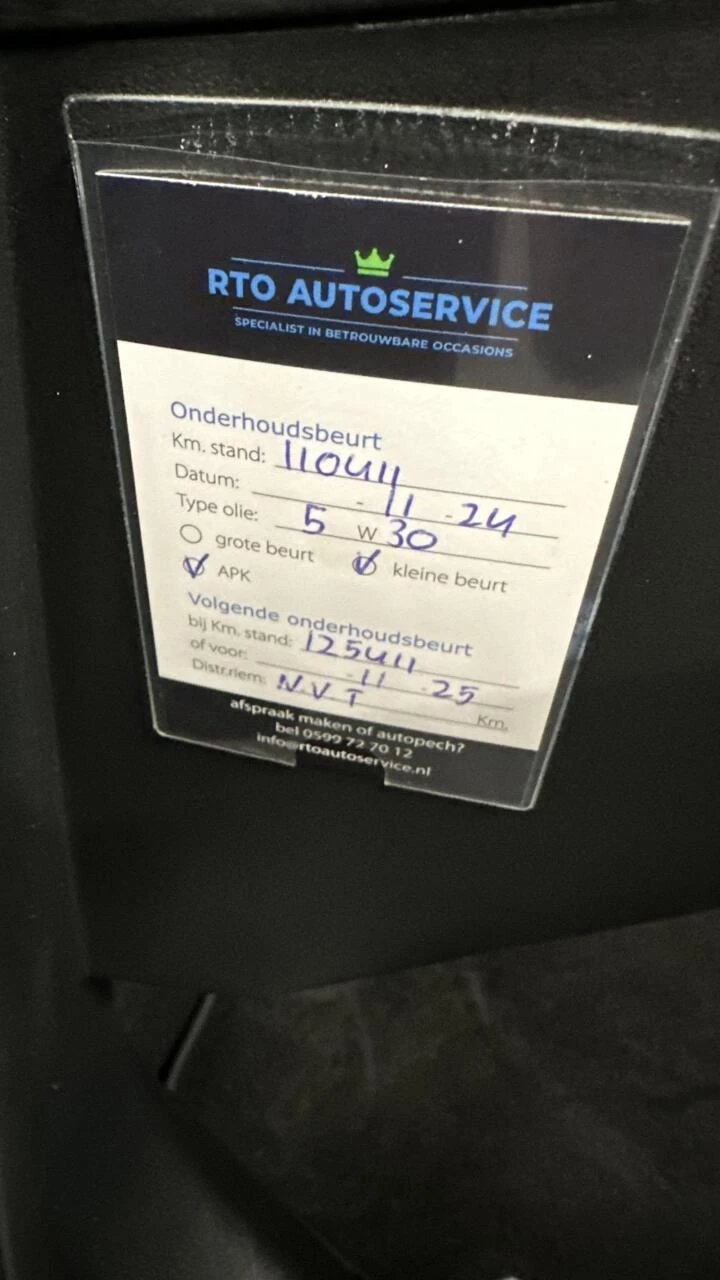 RTO AUTOSERVICE
SPECIALIST IN BETROUWBARE OCCASIONS
Onderhoudsbeurt
Km. stand: 110411
Datum: - 11 - 24
Type olie: 5 W 30
grote beurt kleine beurt
APK
Volgende onderhoudsbeurt
bij Km. stand: 125411
of voor: - 11 - 25
Distr.riem: N.V.T Km.
afspraak maken of autopech?
bel 0599 72 70 12
info@rtoautoservice.nl